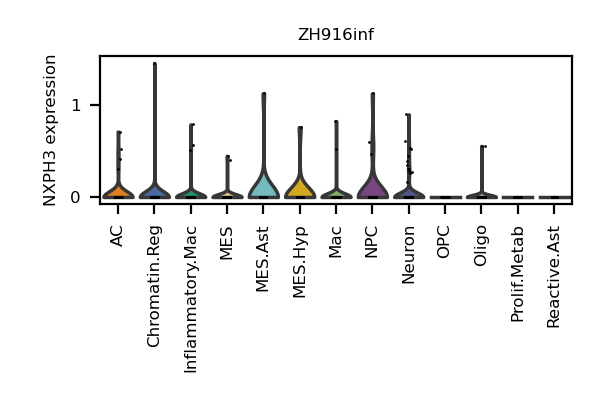 ZH916inf
NXPH3 expression
1
0
AC
Chromatin.Reg
Inflammatory.Mac
MES
MES.Ast
MES.Hyp
Mac
NPC
Neuron
OPC
Oligo
Prolif.Metab
Reactive.Ast